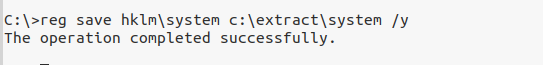 C:\>reg save hklm\system c:\extract\system /y
The operation completed successfully.